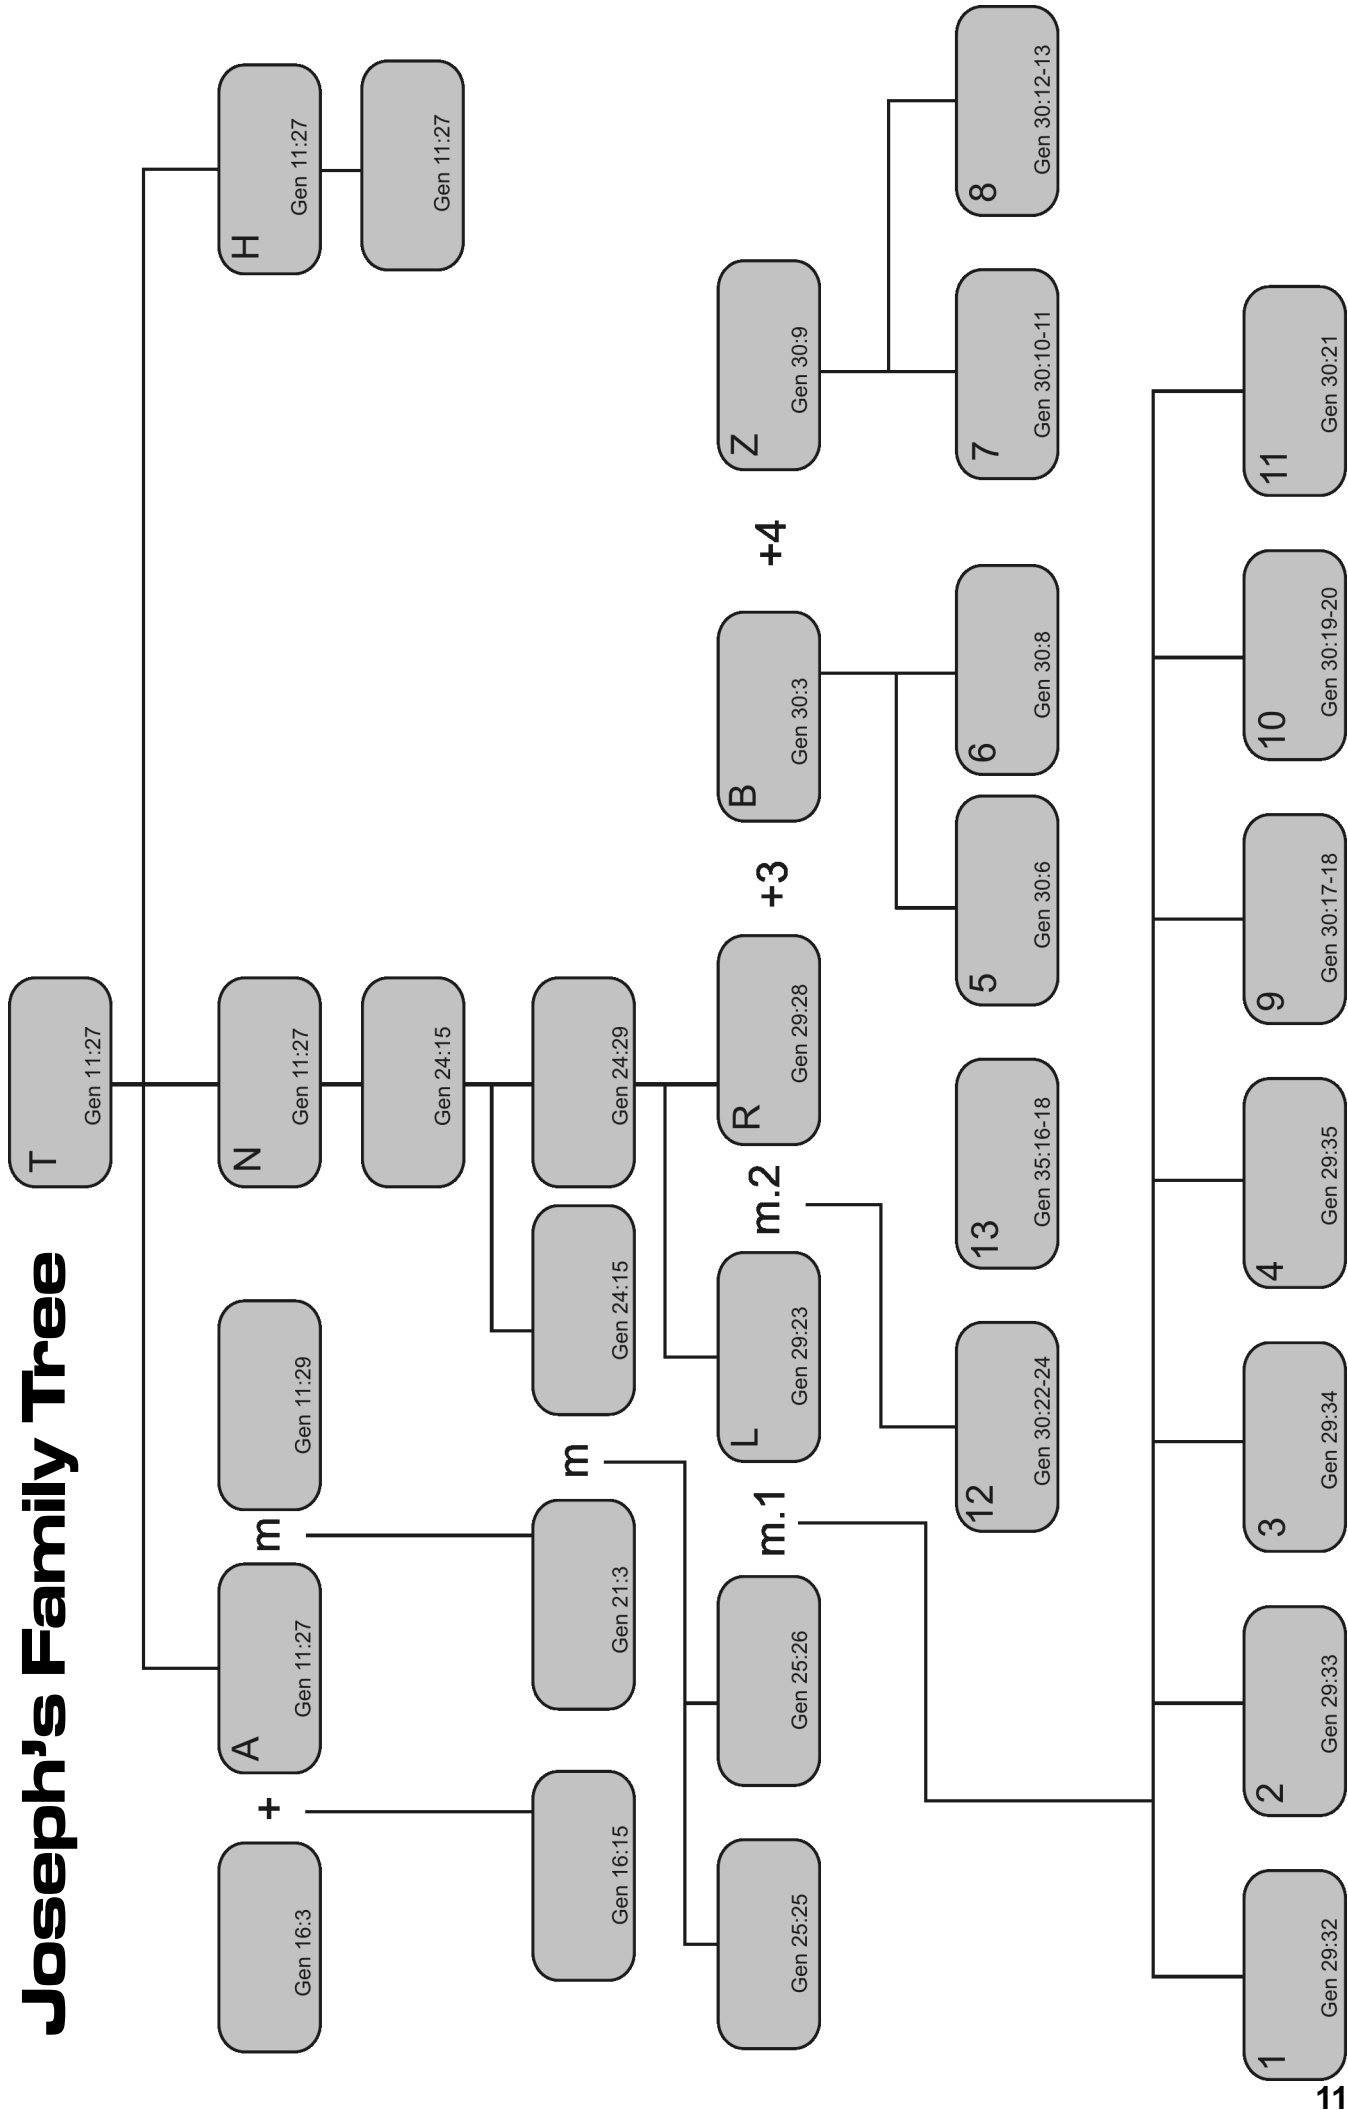 Joseph's Family Tree
T
Gen 11:27
Gen 16:3
+
A
Gen 11:27
m
Gen 11:29
N
Gen 11:27
H
Gen 11:27
Gen 24:15
Gen 11:27
Gen 16:15
Gen 21:3
m
Gen 24:15
Gen 24:29
Gen 25:25
Gen 25:26
m.1
L
Gen 29:23
m.2
R
Gen 29:28
+3
B
Gen 30:3
+4
Z
Gen 30:9
12
Gen 30:22-24
13
Gen 35:16-18
5
Gen 30:6
6
Gen 30:8
7
Gen 30:10-11
8
Gen 30:12-13
1
Gen 29:32
2
Gen 29:33
3
Gen 29:34
4
Gen 29:35
9
Gen 30:17-18
10
Gen 30:19-20
11
Gen 30:21
11